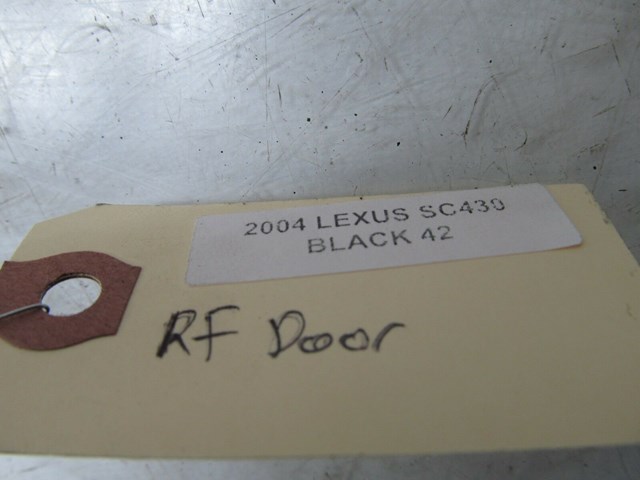 2004 LEXUS SC430
BLACK 42
RF Door